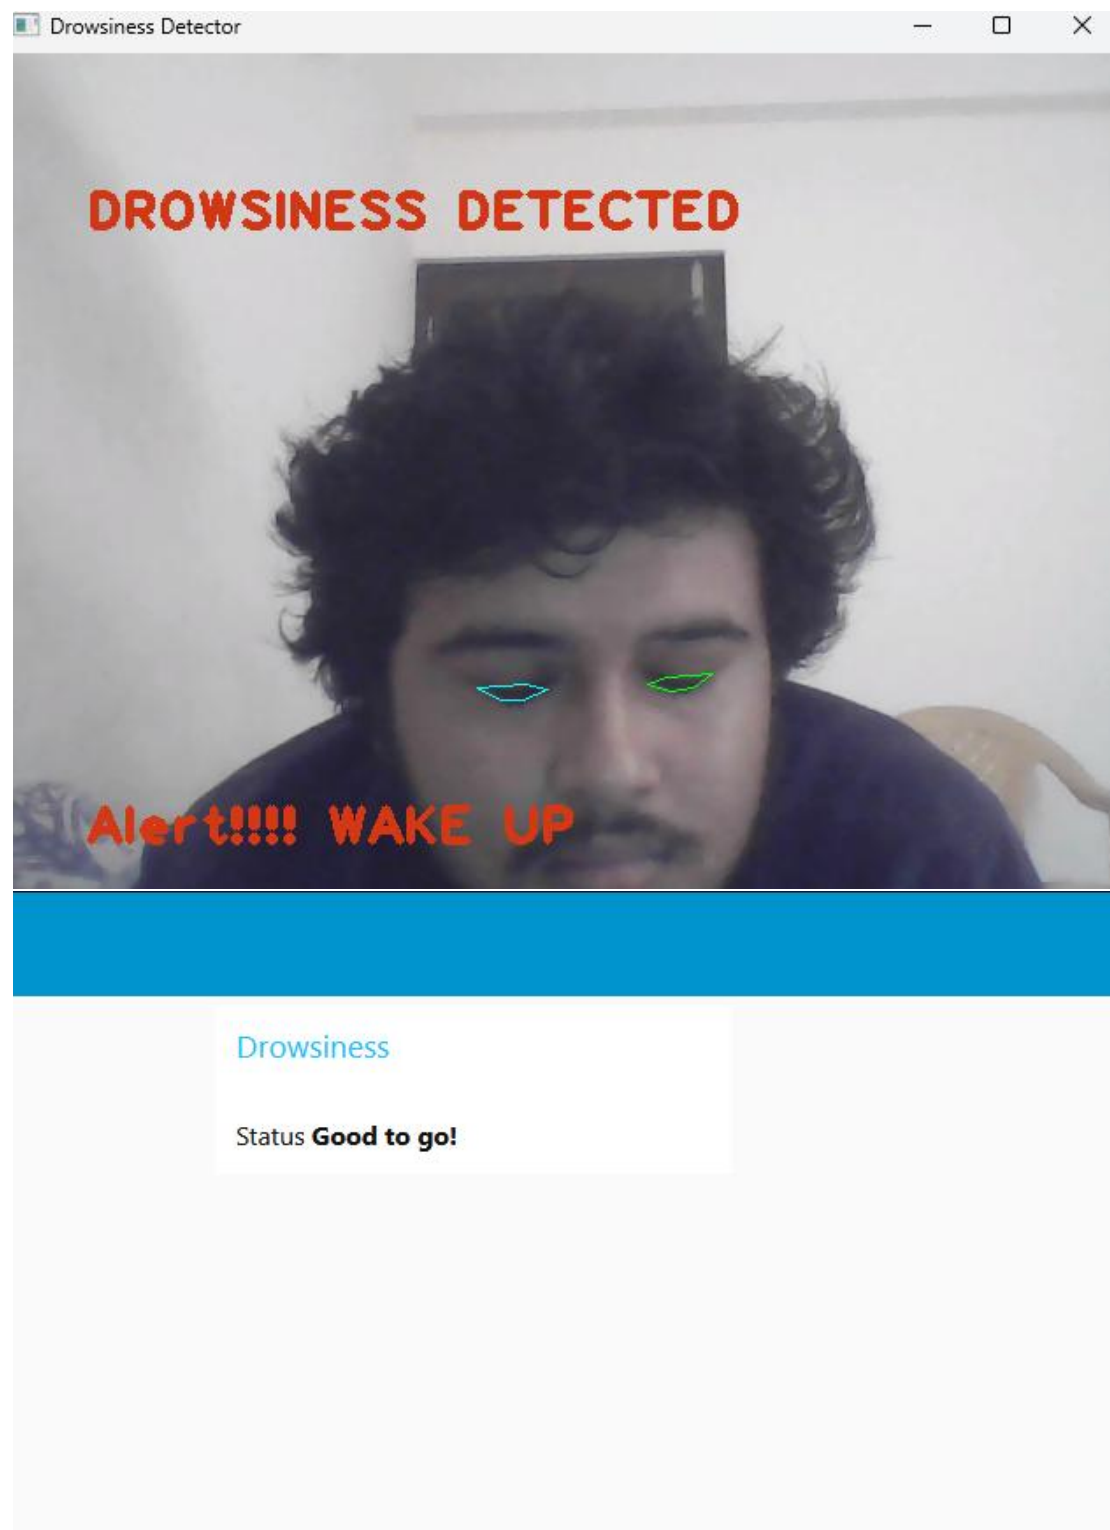 Drowsiness Detector
DROWSINESS DETECTED
Alert!!!! WAKE UP
Drowsiness
Status Good to go!